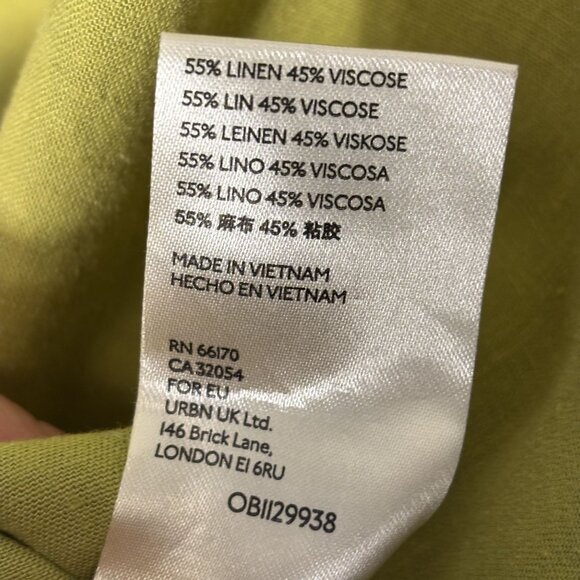 55% LINEN 45% VISCOSE
55% LIN 45% VISCOSE
55% LEINEN 45% VISKOSE
55% LINO 45% VISCOSA
55% LINO 45% VISCOSA
55% 麻布 45% 粘胶
MADE IN VIETNAM
HECHO EN VIETNAM
RN 66170
CA 32054
FOR EU
URBN UK Ltd.
146 Brick Lane,
LONDON E1 6RU
OB1129938